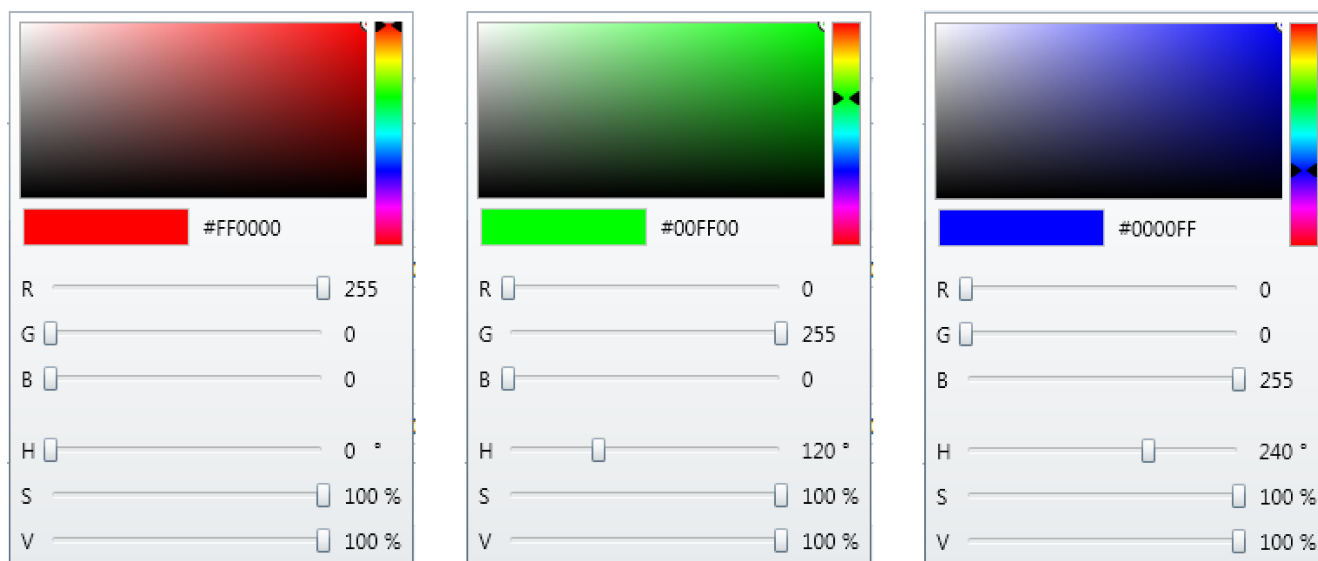 #FF0000
R 255
G 0
B 0
H 0 °
S 100 %
V 100 %
#00FF00
R 0
G 255
B 0
H 120 °
S 100 %
V 100 %
#0000FF
R 0
G 0
B 255
H 240 °
S 100 %
V 100 %